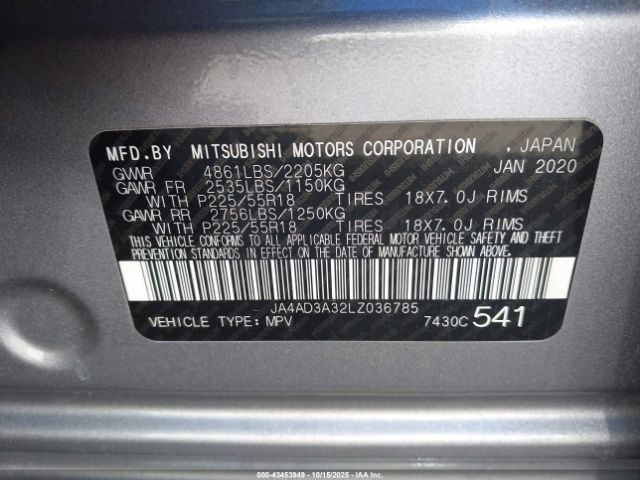 MFD.BY MITSUBISHI MOTORS CORPORATION , JAPAN
GVWR 4861LBS/2205KG JAN 2020
GAWR FR 2535LBS/1150KG
WITH P225/55R18 TIRES 18X7.0J RIMS
GAWR RR 2756LBS/1250KG
WITH P225/55R18 TIRES 18X7.0J RIMS
THIS VEHICLE CONFORMS TO ALL APPLICABLE FEDERAL MOTOR VEHICLE SAFETY AND THEFT
PREVENTION STANDARDS IN EFFECT ON THE DATE OF MANUFACTURE SHOWN ABOVE.
JA4AD3A32LZ036785
VEHICLE TYPE: MPV 7430C 541
000-43453949 - 10/15/2025 - IAAI.COM